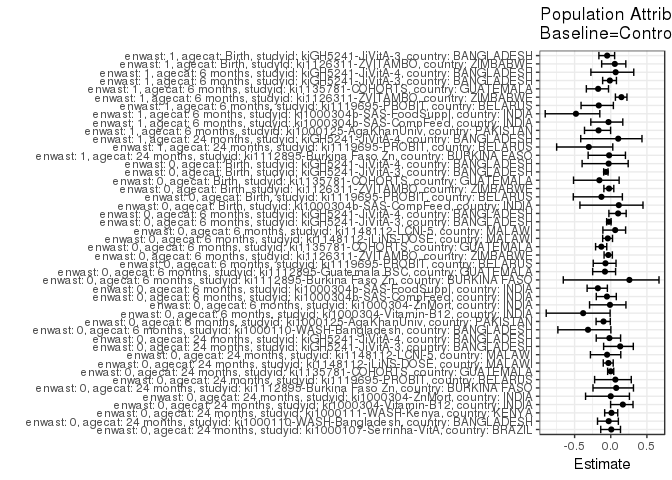 Population Attrib
Baseline=Contro
enwast: 1, agecat: Birth, studyid: kiGH5241-JiVitA-3, country: BANGLADESH
enwast: 1, agecat: Birth, studyid: ki1126311-ZVITAMBO, country: ZIMBABWE
enwast: 1, agecat: 6 months, studyid: kiGH5241-JiVitA-4, country: BANGLADESH
enwast: 1, agecat: 6 months, studyid: kiGH5241-JiVitA-3, country: BANGLADESH
enwast: 1, agecat: 6 months, studyid: ki1135781-COHORTS, country: GUATEMALA
enwast: 1, agecat: 6 months, studyid: ki1126311-ZVITAMBO, country: ZIMBABWE
enwast: 1, agecat: 6 months, studyid: ki1119695-PROBIT, country: BELARUS
enwast: 1, agecat: 6 months, studyid: ki1000304b-SAS-FoodSuppl, country: INDIA
enwast: 1, agecat: 6 months, studyid: ki1000304b-SAS-CompFeed, country: INDIA
enwast: 1, agecat: 6 months, studyid: ki1000125-AgaKhanUniv, country: PAKISTAN
enwast: 1, agecat: 24 months, studyid: kiGH5241-JiVitA-4, country: BANGLADESH
enwast: 1, agecat: 24 months, studyid: ki1119695-PROBIT, country: BELARUS
enwast: 1, agecat: 24 months, studyid: ki1112895-Burkina Faso Zn, country: BURKINA FASO
enwast: 0, agecat: Birth, studyid: kiGH5241-JiVitA-4, country: BANGLADESH
enwast: 0, agecat: Birth, studyid: kiGH5241-JiVitA-3, country: BANGLADESH
enwast: 0, agecat: Birth, studyid: ki1135781-COHORTS, country: GUATEMALA
enwast: 0, agecat: Birth, studyid: ki1126311-ZVITAMBO, country: ZIMBABWE
enwast: 0, agecat: Birth, studyid: ki1119695-PROBIT, country: BELARUS
enwast: 0, agecat: Birth, studyid: ki1000304b-SAS-CompFeed, country: INDIA
enwast: 0, agecat: 6 months, studyid: kiGH5241-JiVitA-4, country: BANGLADESH
enwast: 0, agecat: 6 months, studyid: kiGH5241-JiVitA-3, country: BANGLADESH
enwast: 0, agecat: 6 months, studyid: ki1148112-LCNI-5, country: MALAWI
enwast: 0, agecat: 6 months, studyid: ki1148112-iLiNS-DOSE, country: MALAWI
enwast: 0, agecat: 6 months, studyid: ki1135781-COHORTS, country: GUATEMALA
enwast: 0, agecat: 6 months, studyid: ki1126311-ZVITAMBO, country: ZIMBABWE
enwast: 0, agecat: 6 months, studyid: ki1119695-PROBIT, country: BELARUS
enwast: 0, agecat: 6 months, studyid: ki1112895-Guatemala BSC, country: GUATEMALA
enwast: 0, agecat: 6 months, studyid: ki1112895-Burkina Faso Zn, country: BURKINA FASO
enwast: 0, agecat: 6 months, studyid: ki1000304b-SAS-FoodSuppl, country: INDIA
enwast: 0, agecat: 6 months, studyid: ki1000304b-SAS-CompFeed, country: INDIA
enwast: 0, agecat: 6 months, studyid: ki1000304-ZnMort, country: INDIA
enwast: 0, agecat: 6 months, studyid: ki1000304-Vitamin-B12, country: INDIA
enwast: 0, agecat: 6 months, studyid: ki1000125-AgaKhanUniv, country: PAKISTAN
enwast: 0, agecat: 6 months, studyid: ki1000110-WASH-Bangladesh, country: BANGLADESH
enwast: 0, agecat: 24 months, studyid: kiGH5241-JiVitA-4, country: BANGLADESH
enwast: 0, agecat: 24 months, studyid: kiGH5241-JiVitA-3, country: BANGLADESH
enwast: 0, agecat: 24 months, studyid: ki1148112-LCNI-5, country: MALAWI
enwast: 0, agecat: 24 months, studyid: ki1148112-iLiNS-DOSE, country: MALAWI
enwast: 0, agecat: 24 months, studyid: ki1135781-COHORTS, country: GUATEMALA
enwast: 0, agecat: 24 months, studyid: ki1119695-PROBIT, country: BELARUS
enwast: 0, agecat: 24 months, studyid: ki1112895-Burkina Faso Zn, country: BURKINA FASO
enwast: 0, agecat: 24 months, studyid: ki1000304-ZnMort, country: INDIA
enwast: 0, agecat: 24 months, studyid: ki1000304-Vitamin-B12, country: INDIA
enwast: 0, agecat: 24 months, studyid: ki1000111-WASH-Kenya, country: KENYA
enwast: 0, agecat: 24 months, studyid: ki1000110-WASH-Bangladesh, country: BANGLADESH
enwast: 0, agecat: 24 months, studyid: ki1000107-Serrinha-VitA, country: BRAZIL
-0.5 0.0 0.5
Estimate